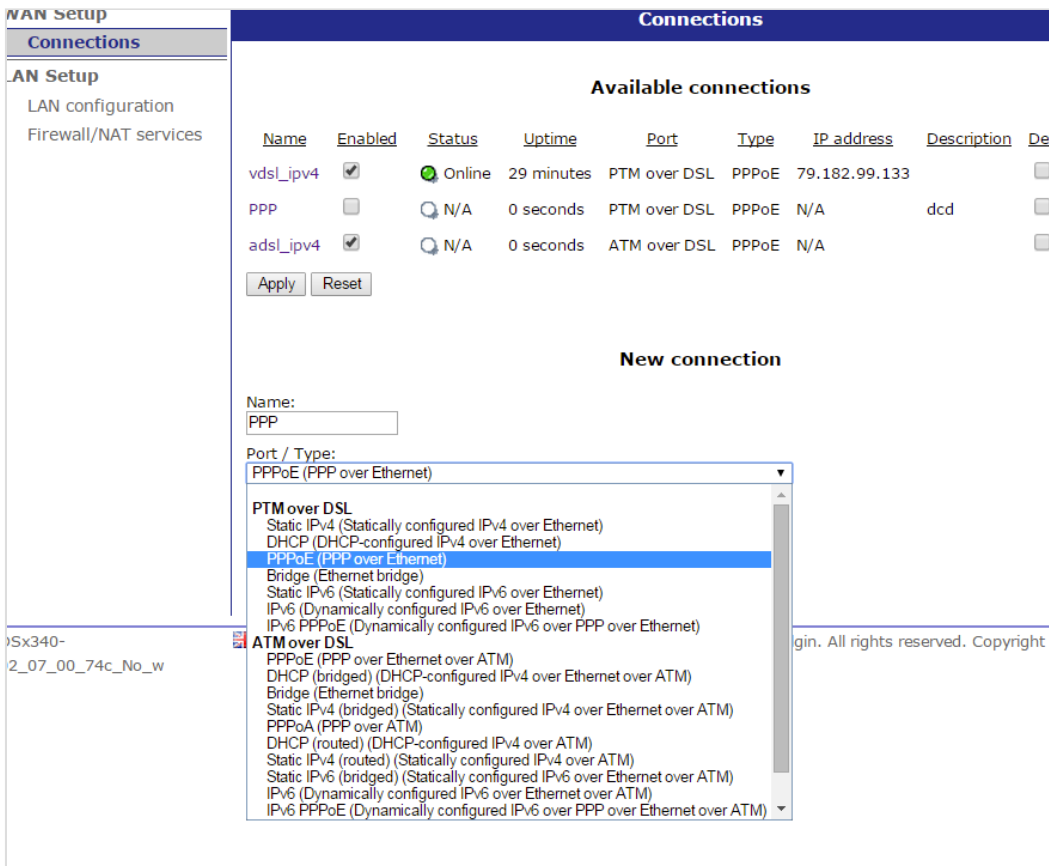 WAN Setup
Connections
LAN Setup
LAN configuration
Firewall/NAT services
Connections
Available connections
Name Enabled Status Uptime Port Type IP address Description De
vdsl_ipv4 Online 29 minutes PTM over DSL PPPoE 79.182.99.133
PPP N/A 0 seconds PTM over DSL PPPoE N/A dcd
adsl_ipv4 N/A 0 seconds ATM over DSL PPPoE N/A
Apply Reset
New connection
Name:
PPP
Port / Type:
PPPoE (PPP over Ethernet)
PTM over DSL
Static IPv4 (Statically configured IPv4 over Ethernet)
DHCP (DHCP-configured IPv4 over Ethernet)
PPPoE (PPP over Ethernet)
Bridge (Ethernet bridge)
Static IPv6 (Statically configured IPv6 over Ethernet)
IPv6 (Dynamically configured IPv6 over Ethernet)
IPv6 PPPoE (Dynamically configured IPv6 over PPP over Ethernet)
ATM over DSL
PPPoE (PPP over Ethernet over ATM)
DHCP (bridged) (DHCP-configured IPv4 over Ethernet over ATM)
Bridge (Ethernet bridge)
Static IPv4 (bridged) (Statically configured IPv4 over Ethernet over ATM)
PPPoA (PPP over ATM)
DHCP (routed) (DHCP-configured IPv4 over ATM)
Static IPv4 (routed) (Statically configured IPv4 over ATM)
Static IPv6 (bridged) (Statically configured IPv6 over Ethernet over ATM)
IPv6 (Dynamically configured IPv6 over Ethernet over ATM)
IPv6 PPPoE (Dynamically configured IPv6 over PPP over Ethernet over ATM)
Sx340-
2_07_00_74c_No_w
gin. All rights reserved. Copyright